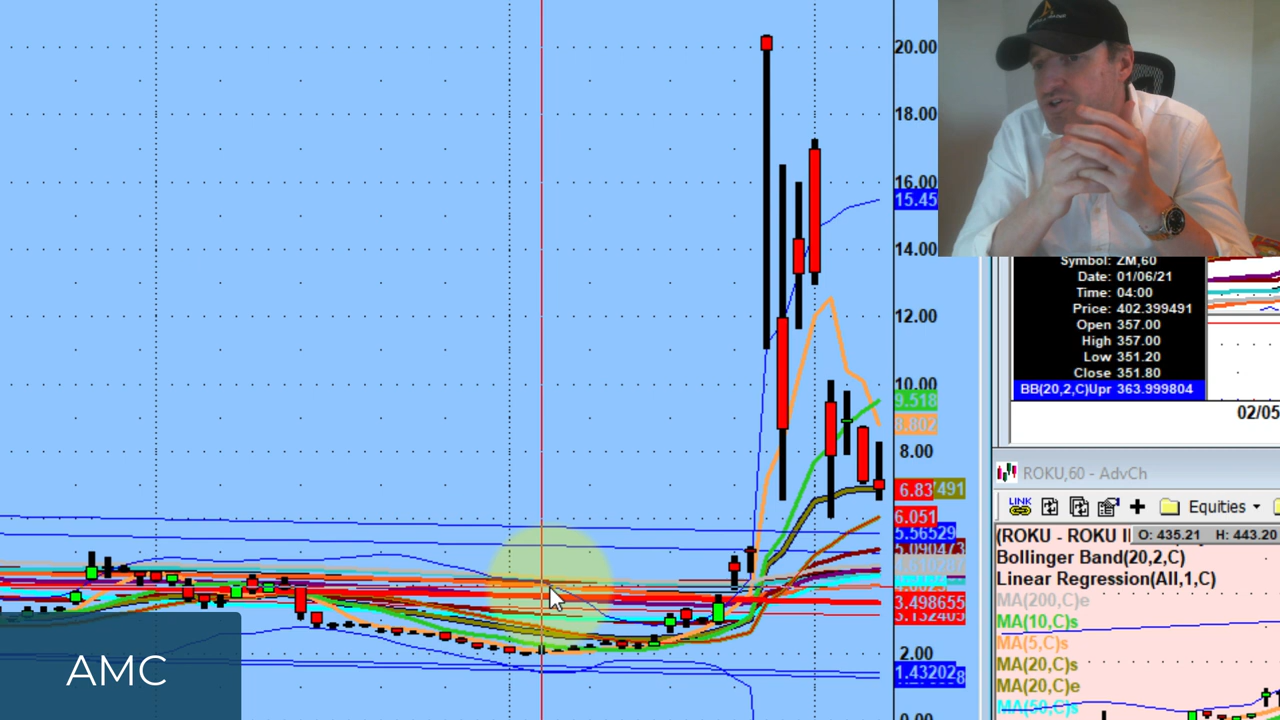 20.00
18.00
16.00
15.45
14.00
12.00
10.00
9.518
8.802
8.00
6.83
491
6.051
5.56529
5.090473
3.498655
3.132405
2.00
1.43202
0.00
AMC
Symbol: ZM,60
Date: 01/06/21
Time: 04:00
Price: 402.399491
Open 357.00
High 357.00
Low 351.20
Close 351.80
BB(20,2,C)Upr 363.999804
02/05
ROKU,60 - AdvCh
LINK
Equities
(ROKU - ROKU I
O: 435.21 H: 443.20
Bollinger Band(20,2,C)
Linear Regression(All,1,C)
MA(200,C)e
MA(10,C)s
MA(5,C)s
MA(20,C)s
MA(20,C)e
MA(50,C)s